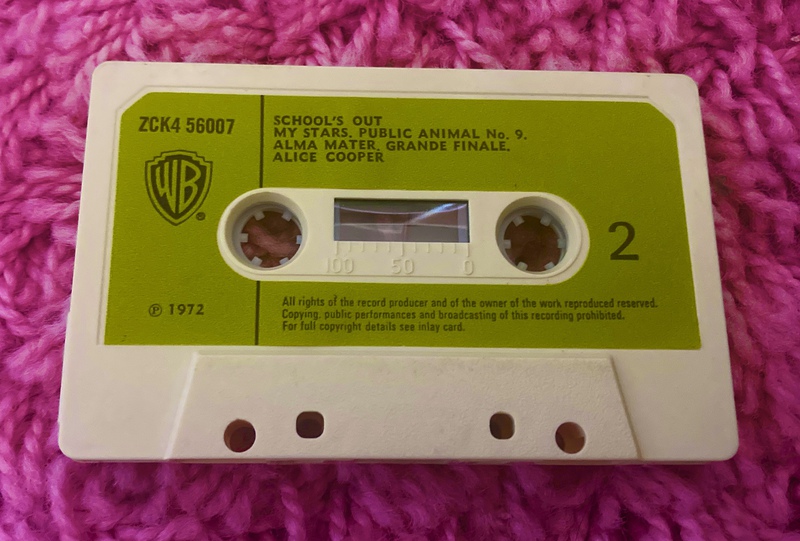 ZCK4 56007
SCHOOL'S OUT
MY STARS. PUBLIC ANIMAL No. 9.
ALMA MATER. GRANDE FINALE.
ALICE COOPER
WB
®
100 50 0
2
℗ 1972
All rights of the record producer and of the owner of the work reproduced reserved.
Copying, public performances and broadcasting of this recording prohibited.
For full copyright details see inlay card.